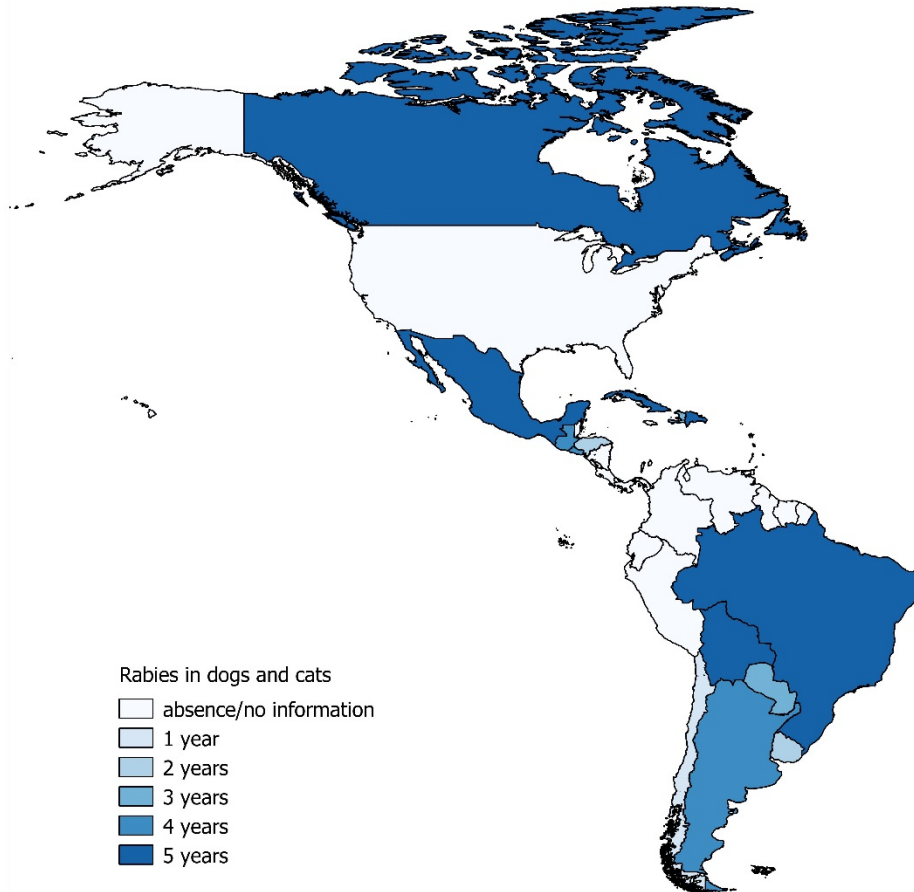 Rabies in dogs and cats
absence/no information
1 year
2 years
3 years
4 years
5 years